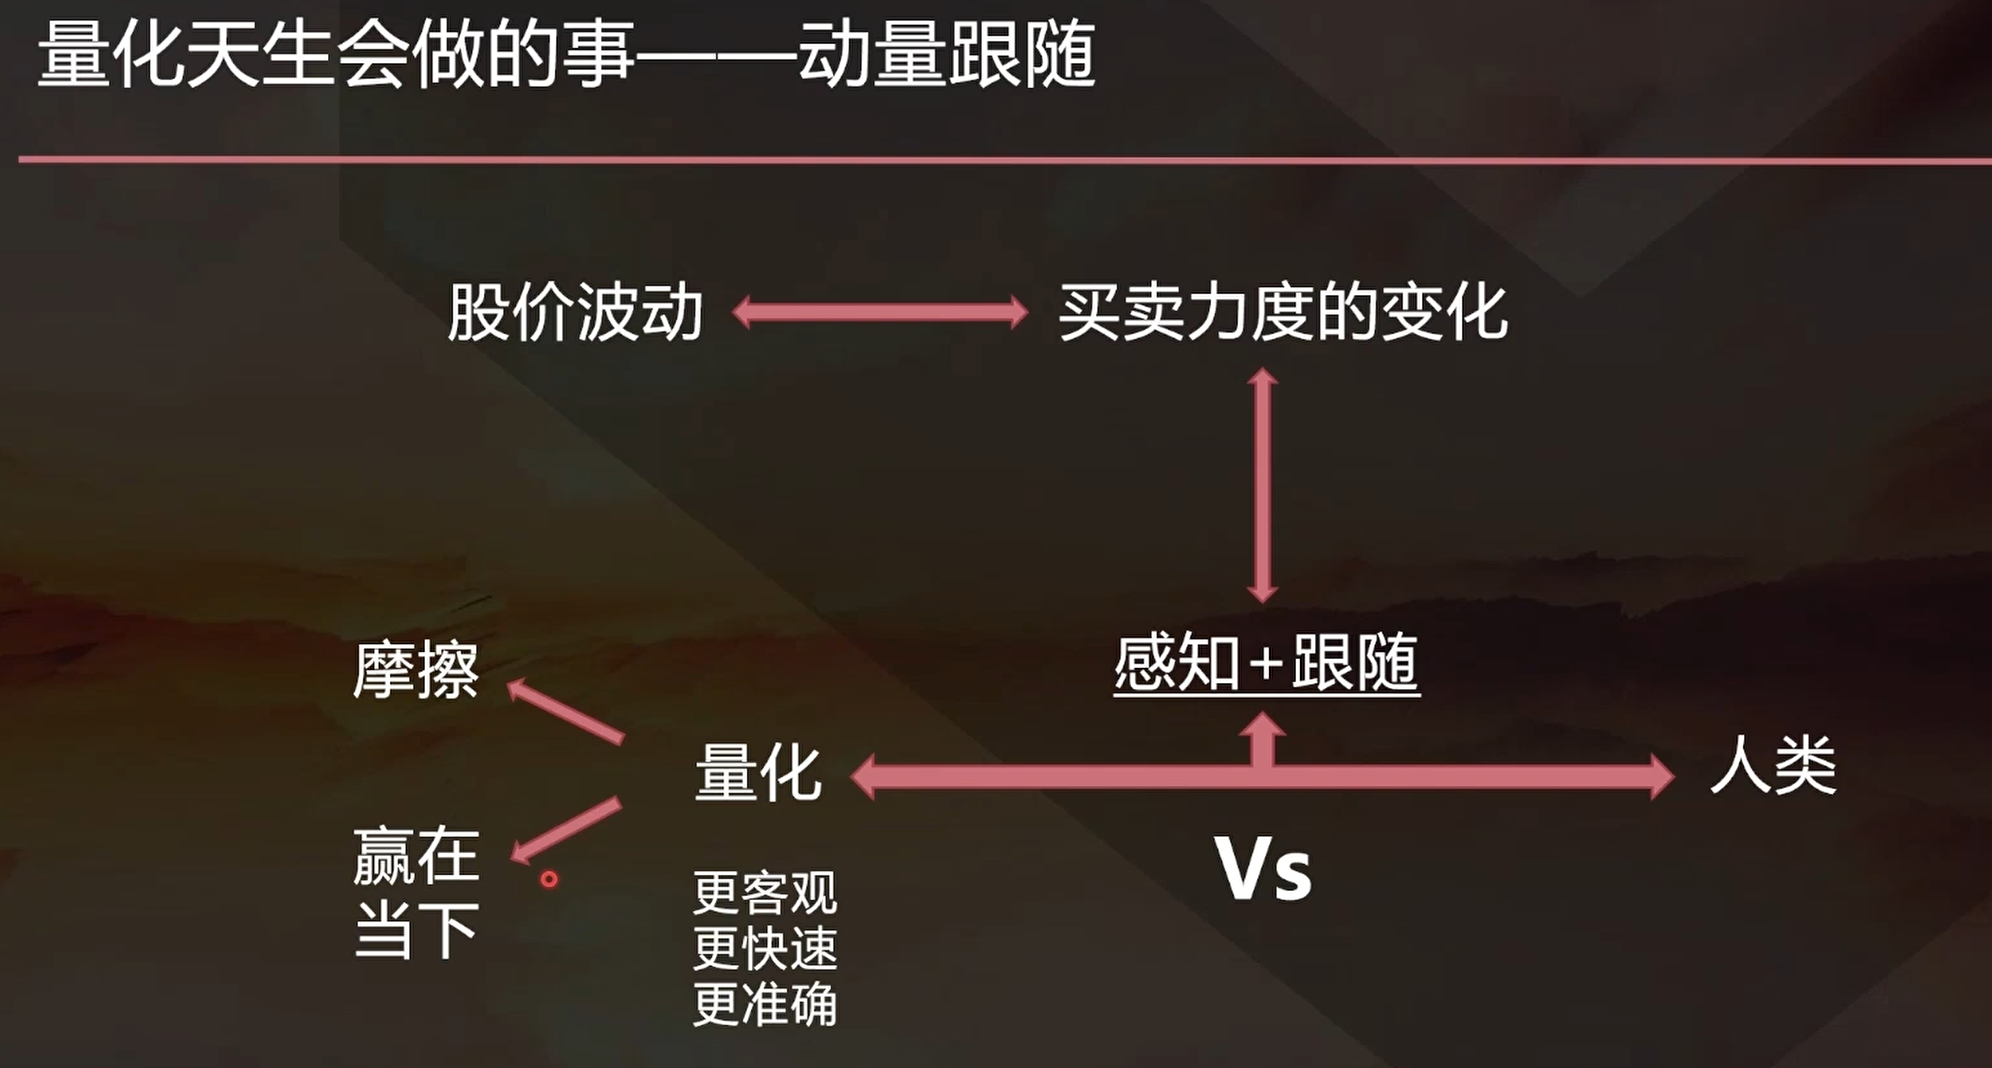 量化天生会做的事——动量跟随
股价波动
买卖力度的变化
感知+跟随
摩擦
量化
人类
赢在
当下
Vs
更客观
更快速
更准确